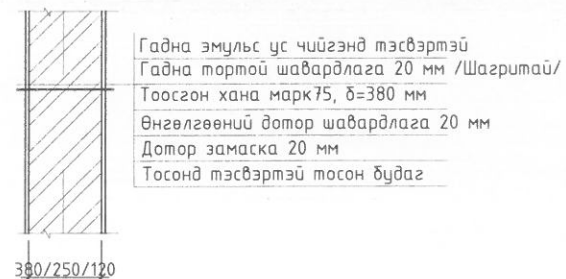 Гадна эмульс ус чийгэнд тэсвэртэй
Гадна тортой шавардлага 20 мм /Шагритай/
Тоосгон хана марк75, δ=380 мм
Өнгөлгөөний дотор шавардлага 20 мм
Дотор замаска 20 мм
Тосонд тэсвэртэй тосон будаг
380/250/120